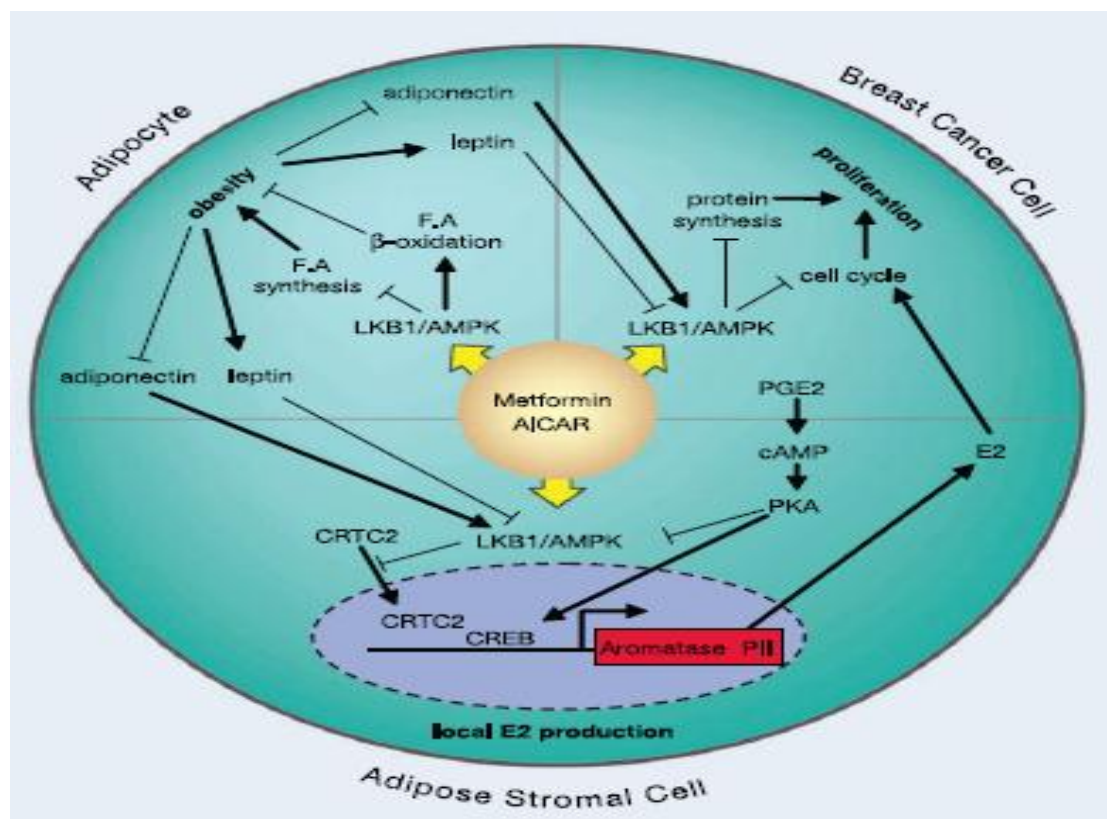 Adipocyte
Breast Cancer Cell
adiponectin
leptin
obesity
F.A
β-oxidation
F.A
synthesis
LKB1/AMPK
adiponectin
leptin
proliferation
protein
synthesis
cell cycle
LKB1/AMPK
Metformin
AICAR
PGE2
cAMP
PKA
E2
CRTC2
LKB1/AMPK
CRTC2
CREB
Aromatase PII
local E2 production
Adipose Stromal Cell